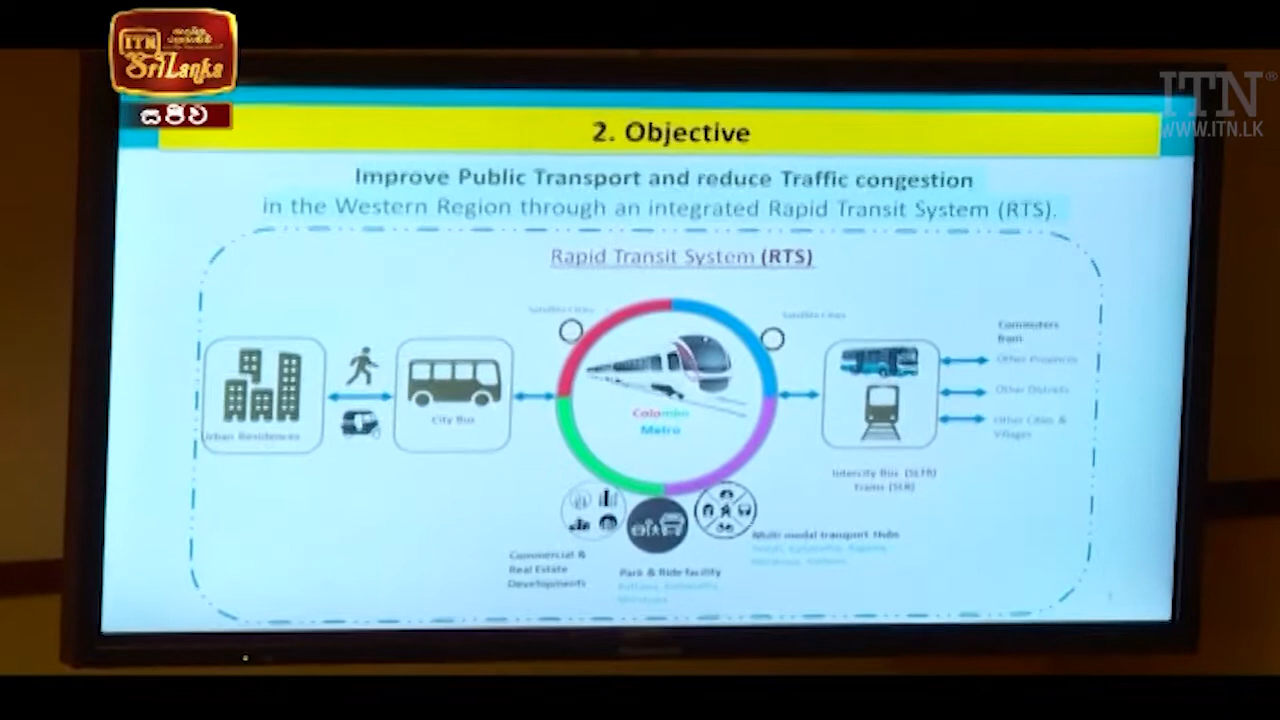 ITN
Sri Lanka
සජීව
ITN®
WWW.ITN.LK
2. Objective
Improve Public Transport and reduce Traffic congestion
in the Western Region through an integrated Rapid Transit System (RTS).
Rapid Transit System (RTS)
Satellite Cities
Satellite Cities
Commuters
from
Other Provinces
Other Districts
Other Cities &
Villages
Urban Residences
City Bus
Colombo
Metro
Intercity Bus (SLTB)
Trains (SLR)
Commercial &
Real Estate
Developments
Park & Ride facility
Multi modal transport Hubs